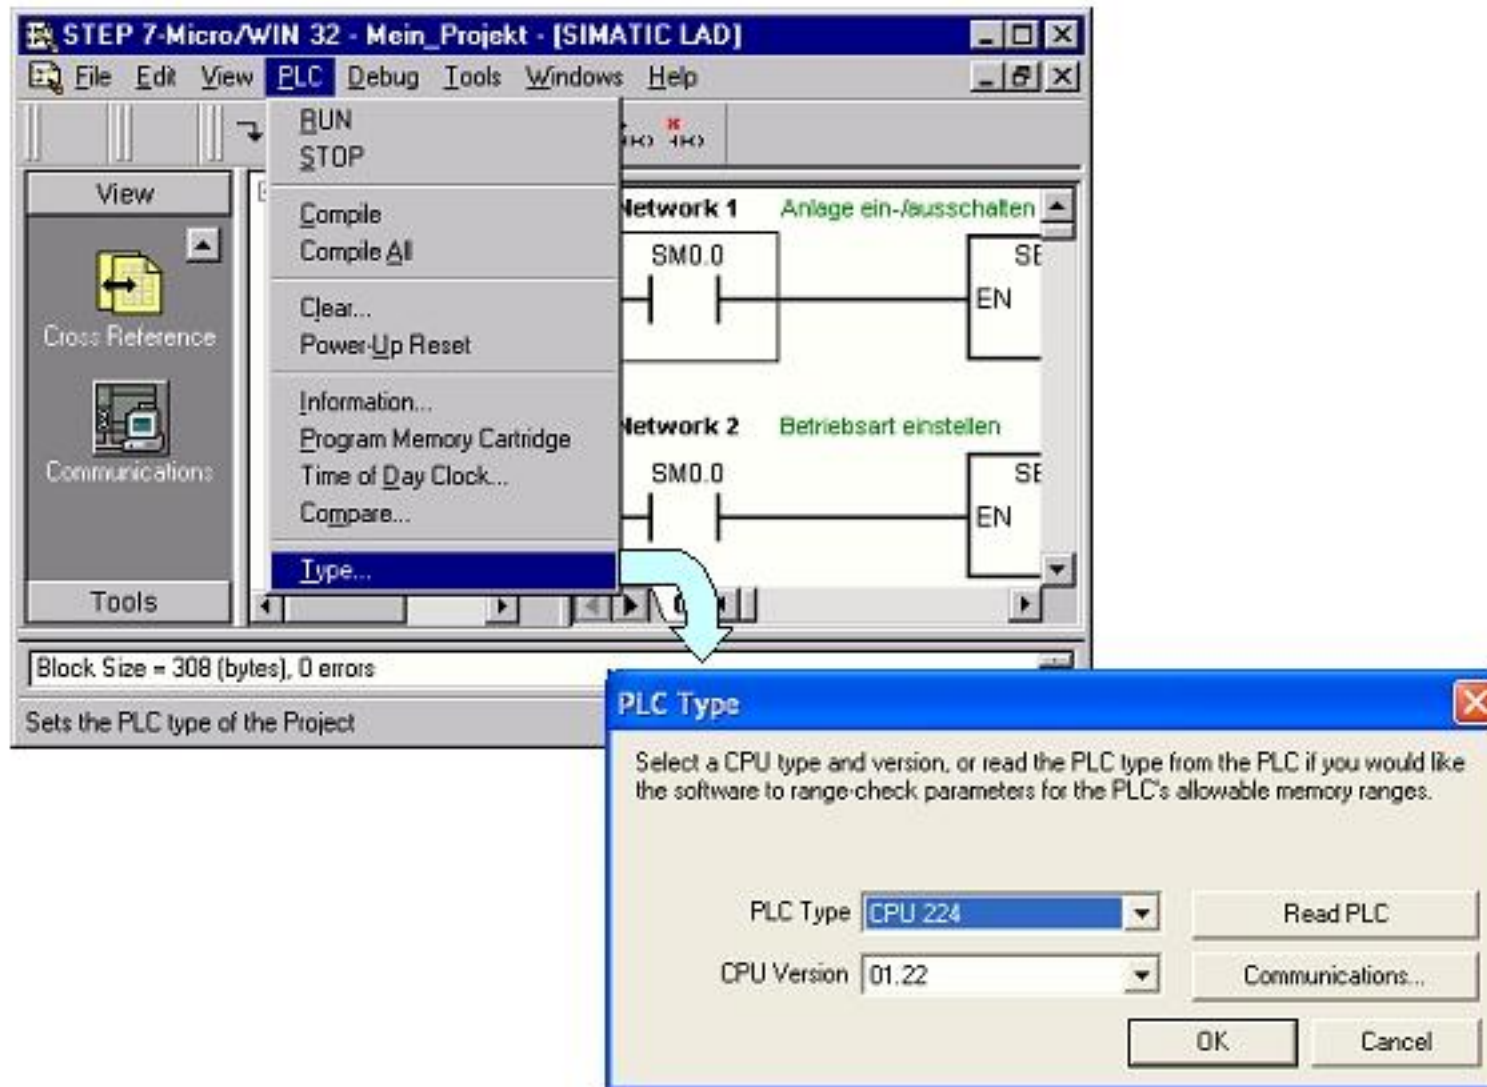 STEP 7-Micro/WIN 32 - Mein_Projekt - [SIMATIC LAD]
File Edit View PLC Debug Tools Windows Help
RUN
STOP
Compile
Compile All
Clear...
Power-Up Reset
Information...
Program Memory Cartridge
Time of Day Clock...
Compare...
Type...
View
Cross Reference
Communications
Tools
Network 1 Anlage ein-/ausschalten
SM0.0
EN
Network 2 Betriebsart einstellen
SM0.0
EN
Block Size = 308 (bytes), 0 errors
Sets the PLC type of the Project
PLC Type
Select a CPU type and version, or read the PLC type from the PLC if you would like
the software to range-check parameters for the PLC's allowable memory ranges.
PLC Type CPU 224 Read PLC
CPU Version 01.22 Communications...
OK Cancel